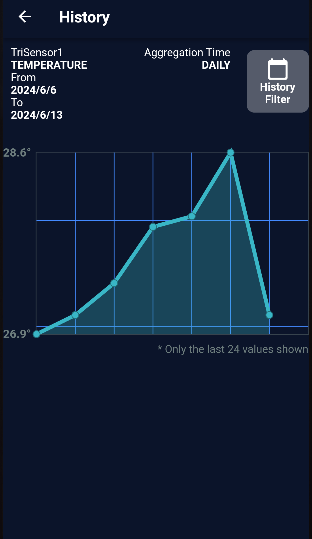 History
TriSensor1
TEMPERATURE
From
2024/6/6
To
2024/6/13
Aggregation Time
DAILY
History
Filter
28.6°
26.9°
* Only the last 24 values shown